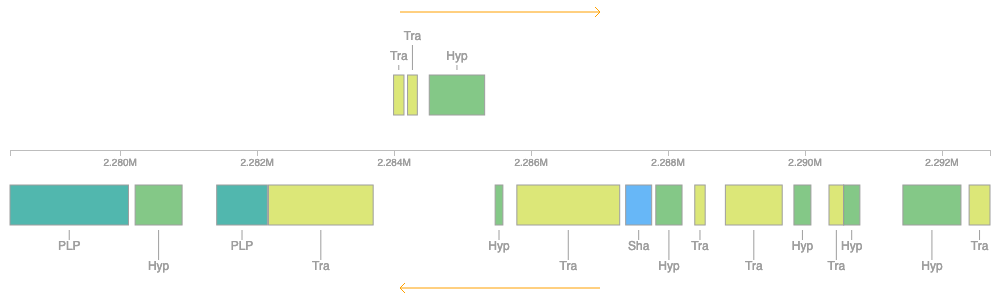 Tra
Tra Hyp
2.280M 2.282M 2.284M 2.286M 2.288M 2.290M 2.292M
PLP PLP Hyp Sha Tra Hyp Hyp Tra
Hyp Tra Tra Hyp Tra Tra Hyp